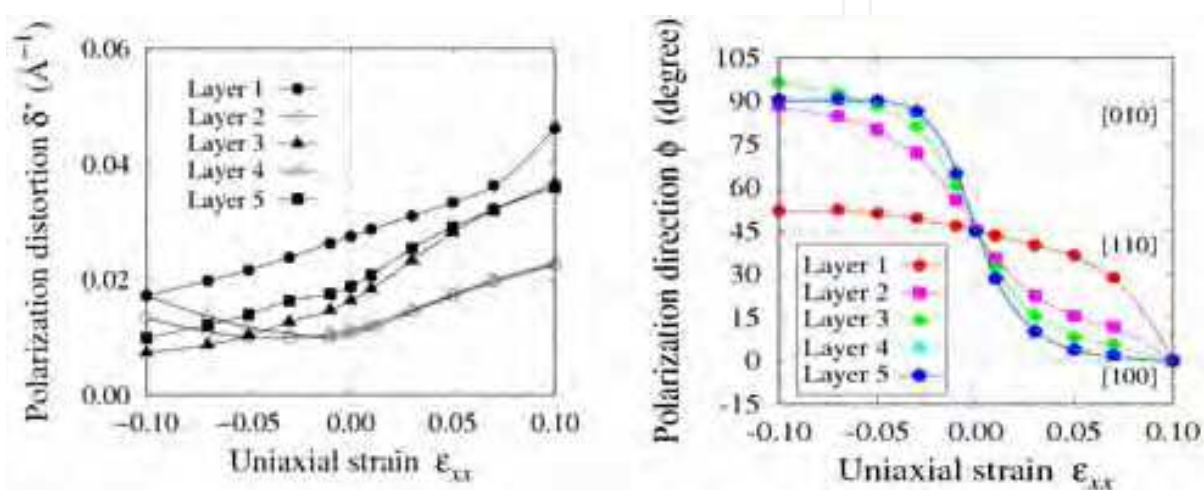 Polarization distortion δ* (Å⁻¹)
0.06
0.04
0.02
0.00
Layer 1
Layer 2
Layer 3
Layer 4
Layer 5
−0.10 −0.05 0.00 0.05 0.10
Uniaxial strain εxx
Polarization direction ϕ (degree)
105
90
75
60
45
30
15
0
-15
[010]
[110]
[100]
Layer 1
Layer 2
Layer 3
Layer 4
Layer 5
-0.10 -0.05 0.00 0.05 0.10
Uniaxial strain εxx